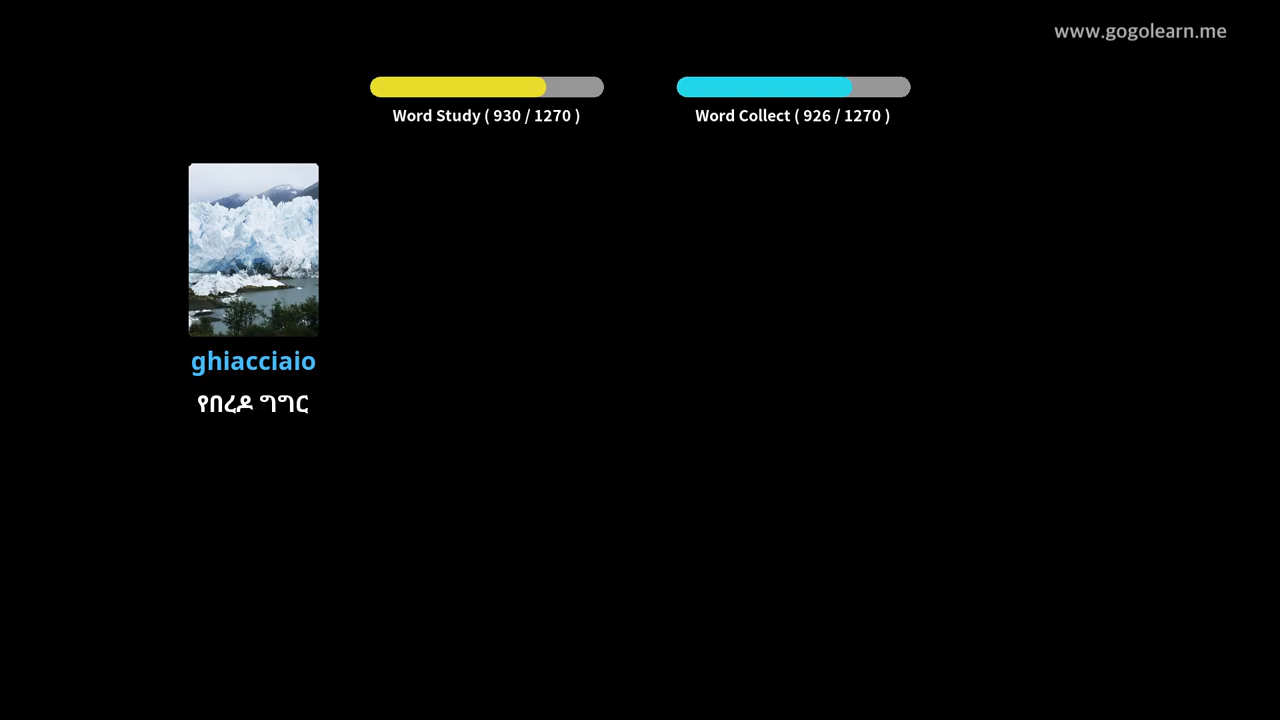 www.gogolearn.me
Word Study ( 930 / 1270 )
Word Collect ( 926 / 1270 )
ghiacciaio
የበረዶ ግግር